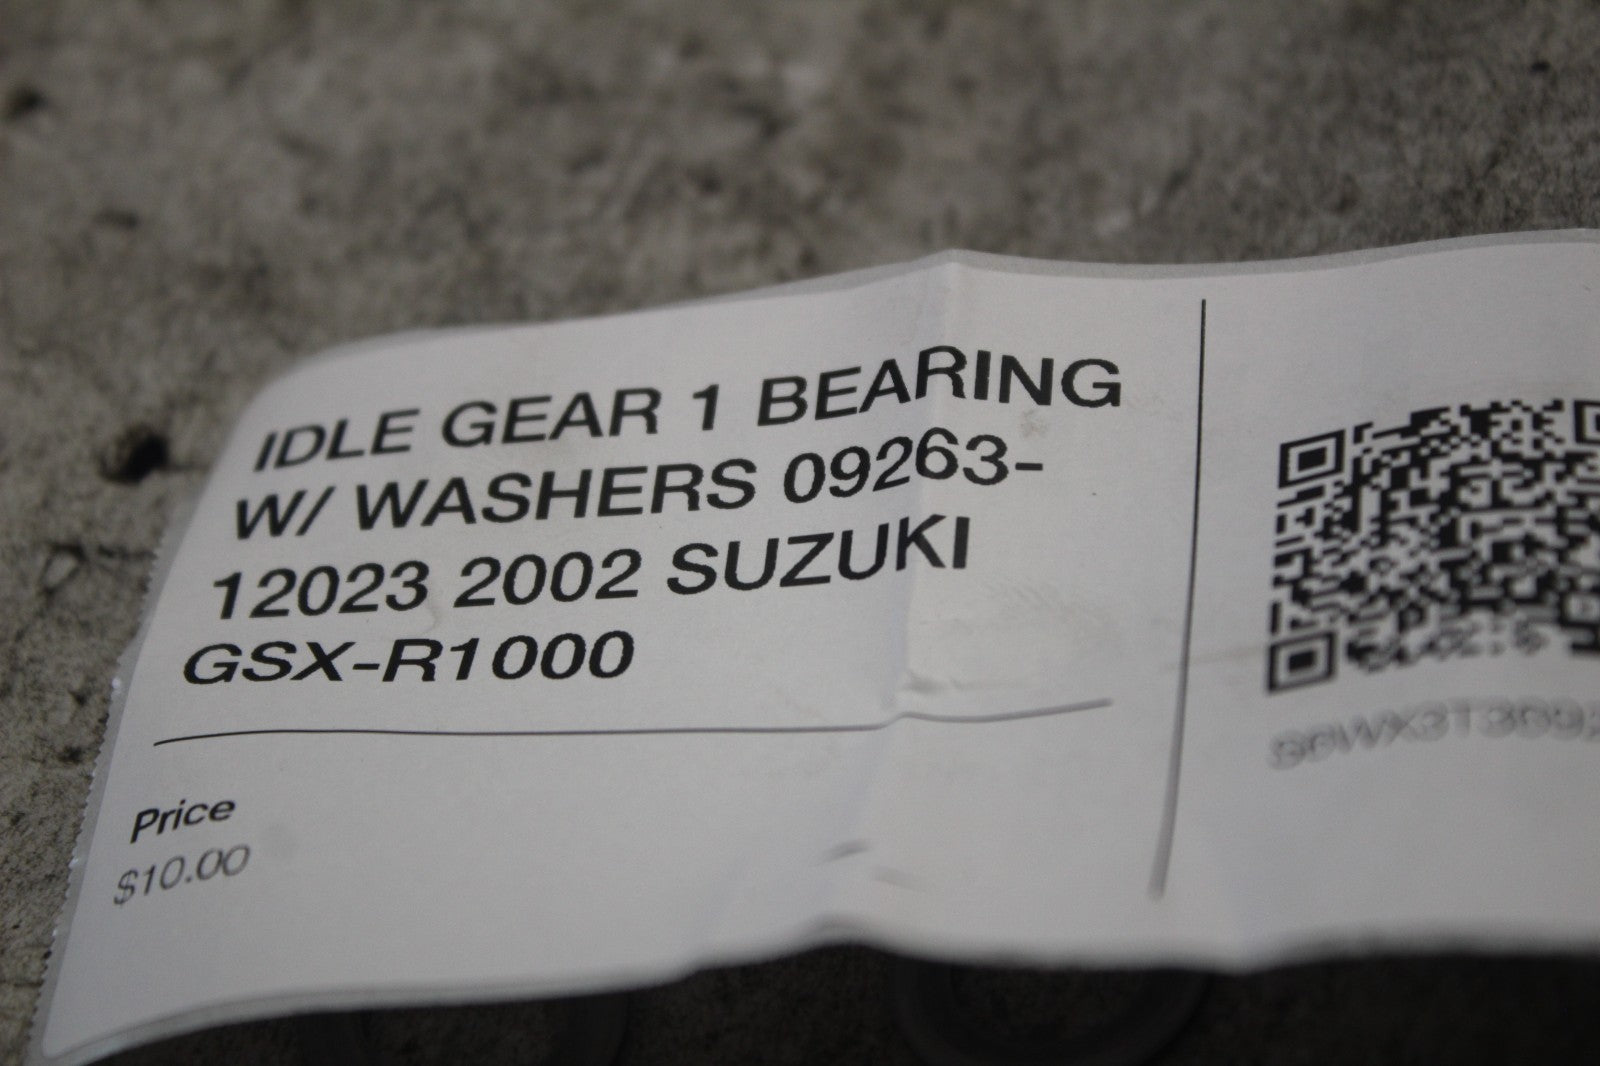 IDLE GEAR 1 BEARING
W/ WASHERS 09263-
12023 2002 SUZUKI
GSX-R1000
Price
$10.00